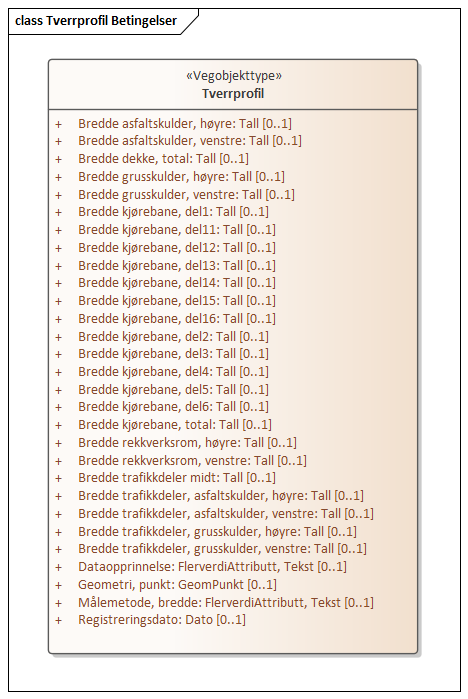 class Tverrprofil Betingelser
«Vegobjekttype»
Tverrprofil
+ Bredde asfaltskulder, høyre: Tall [0..1]
+ Bredde asfaltskulder, venstre: Tall [0..1]
+ Bredde dekke, total: Tall [0..1]
+ Bredde grusskulder, høyre: Tall [0..1]
+ Bredde grusskulder, venstre: Tall [0..1]
+ Bredde kjørebane, del1: Tall [0..1]
+ Bredde kjørebane, del11: Tall [0..1]
+ Bredde kjørebane, del12: Tall [0..1]
+ Bredde kjørebane, del13: Tall [0..1]
+ Bredde kjørebane, del14: Tall [0..1]
+ Bredde kjørebane, del15: Tall [0..1]
+ Bredde kjørebane, del16: Tall [0..1]
+ Bredde kjørebane, del2: Tall [0..1]
+ Bredde kjørebane, del3: Tall [0..1]
+ Bredde kjørebane, del4: Tall [0..1]
+ Bredde kjørebane, del5: Tall [0..1]
+ Bredde kjørebane, del6: Tall [0..1]
+ Bredde kjørebane, total: Tall [0..1]
+ Bredde rekkverksrom, høyre: Tall [0..1]
+ Bredde rekkverksrom, venstre: Tall [0..1]
+ Bredde trafikkdeler midt: Tall [0..1]
+ Bredde trafikkdeler, asfaltskulder, høyre: Tall [0..1]
+ Bredde trafikkdeler, asfaltskulder, venstre: Tall [0..1]
+ Bredde trafikkdeler, grusskulder, høyre: Tall [0..1]
+ Bredde trafikkdeler, grusskulder, venstre: Tall [0..1]
+ Dataopprinnelse: FlerverdiAttributt, Tekst [0..1]
+ Geometri, punkt: GeomPunkt [0..1]
+ Målemetode, bredde: FlerverdiAttributt, Tekst [0..1]
+ Registreringsdato: Dato [0..1]